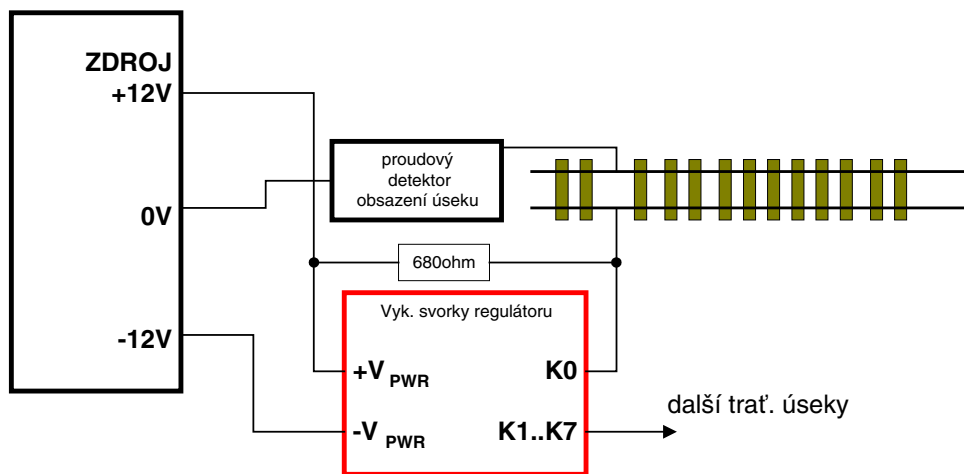 ZDROJ
+12V
0V
-12V
proudový
detektor
obsazení úseku
680ohm
Vyk. svorky regulátoru
+V PWR
K0
-V PWR
K1..K7
další trať. úseky